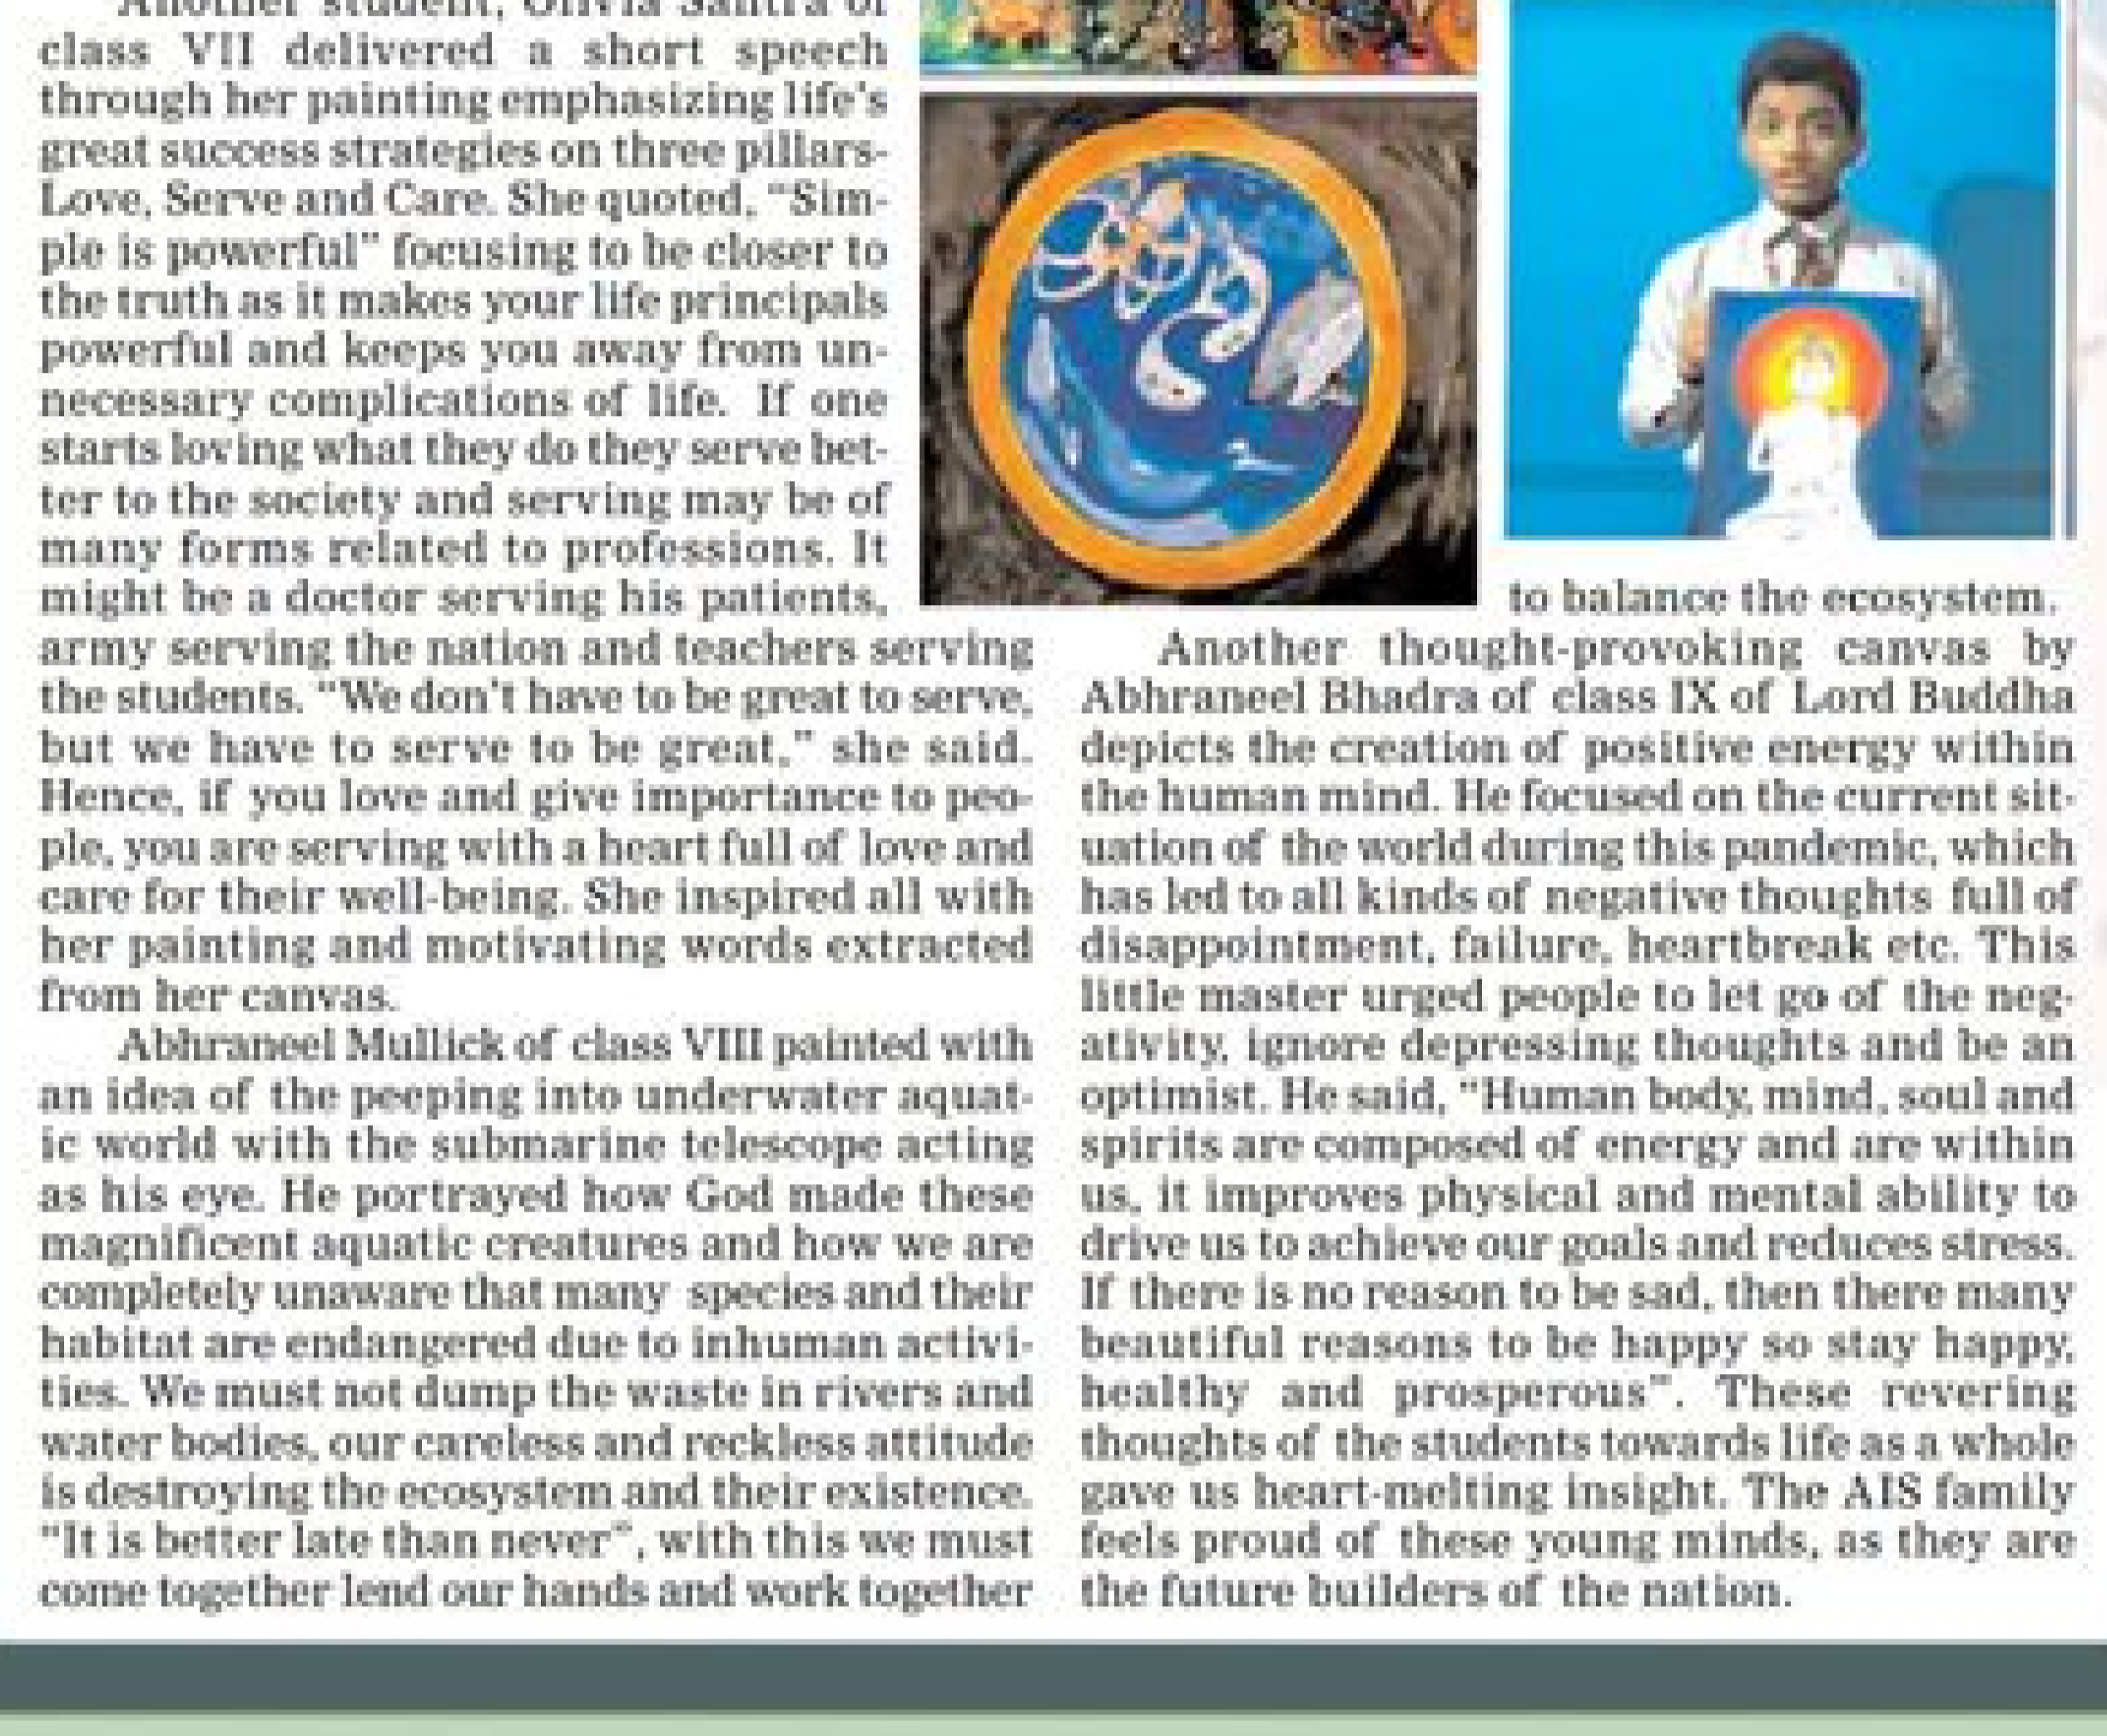 Another student, Olivia Santra of
class VII delivered a short speech
through her painting emphasizing life's
great success strategies on three pillars-
Love, Serve and Care. She quoted, "Sim-
ple is powerful" focusing to be closer to
the truth as it makes your life principals
powerful and keeps you away from un-
necessary complications of life. If one
starts loving what they do they serve bet-
ter to the society and serving may be of
many forms related to professions. It
might be a doctor serving his patients,
army serving the nation and teachers serving
the students. "We don't have to be great to serve,
but we have to serve to be great," she said.
Hence, if you love and give importance to peo-
ple, you are serving with a heart full of love and
care for their well-being. She inspired all with
her painting and motivating words extracted
from her canvas.
Abhraneel Mullick of class VIII painted with
an idea of the peeping into underwater aquat-
ic world with the submarine telescope acting
as his eye. He portrayed how God made these
magnificent aquatic creatures and how we are
completely unaware that many species and their
habitat are endangered due to inhuman activi-
ties. We must not dump the waste in rivers and
water bodies, our careless and reckless attitude
is destroying the ecosystem and their existence.
"It is better late than never", with this we must
come together lend our hands and work together
to balance the ecosystem.
Another thought-provoking canvas by
Abhraneel Bhadra of class IX of Lord Buddha
depicts the creation of positive energy within
the human mind. He focused on the current sit-
uation of the world during this pandemic, which
has led to all kinds of negative thoughts full of
disappointment, failure, heartbreak etc. This
little master urged people to let go of the neg-
ativity, ignore depressing thoughts and be an
optimist. He said, "Human body, mind, soul and
spirits are composed of energy and are within
us, it improves physical and mental ability to
drive us to achieve our goals and reduces stress.
If there is no reason to be sad, then there many
beautiful reasons to be happy so stay happy,
healthy and prosperous". These revering
thoughts of the students towards life as a whole
gave us heart-melting insight. The AIS family
feels proud of these young minds, as they are
the future builders of the nation.